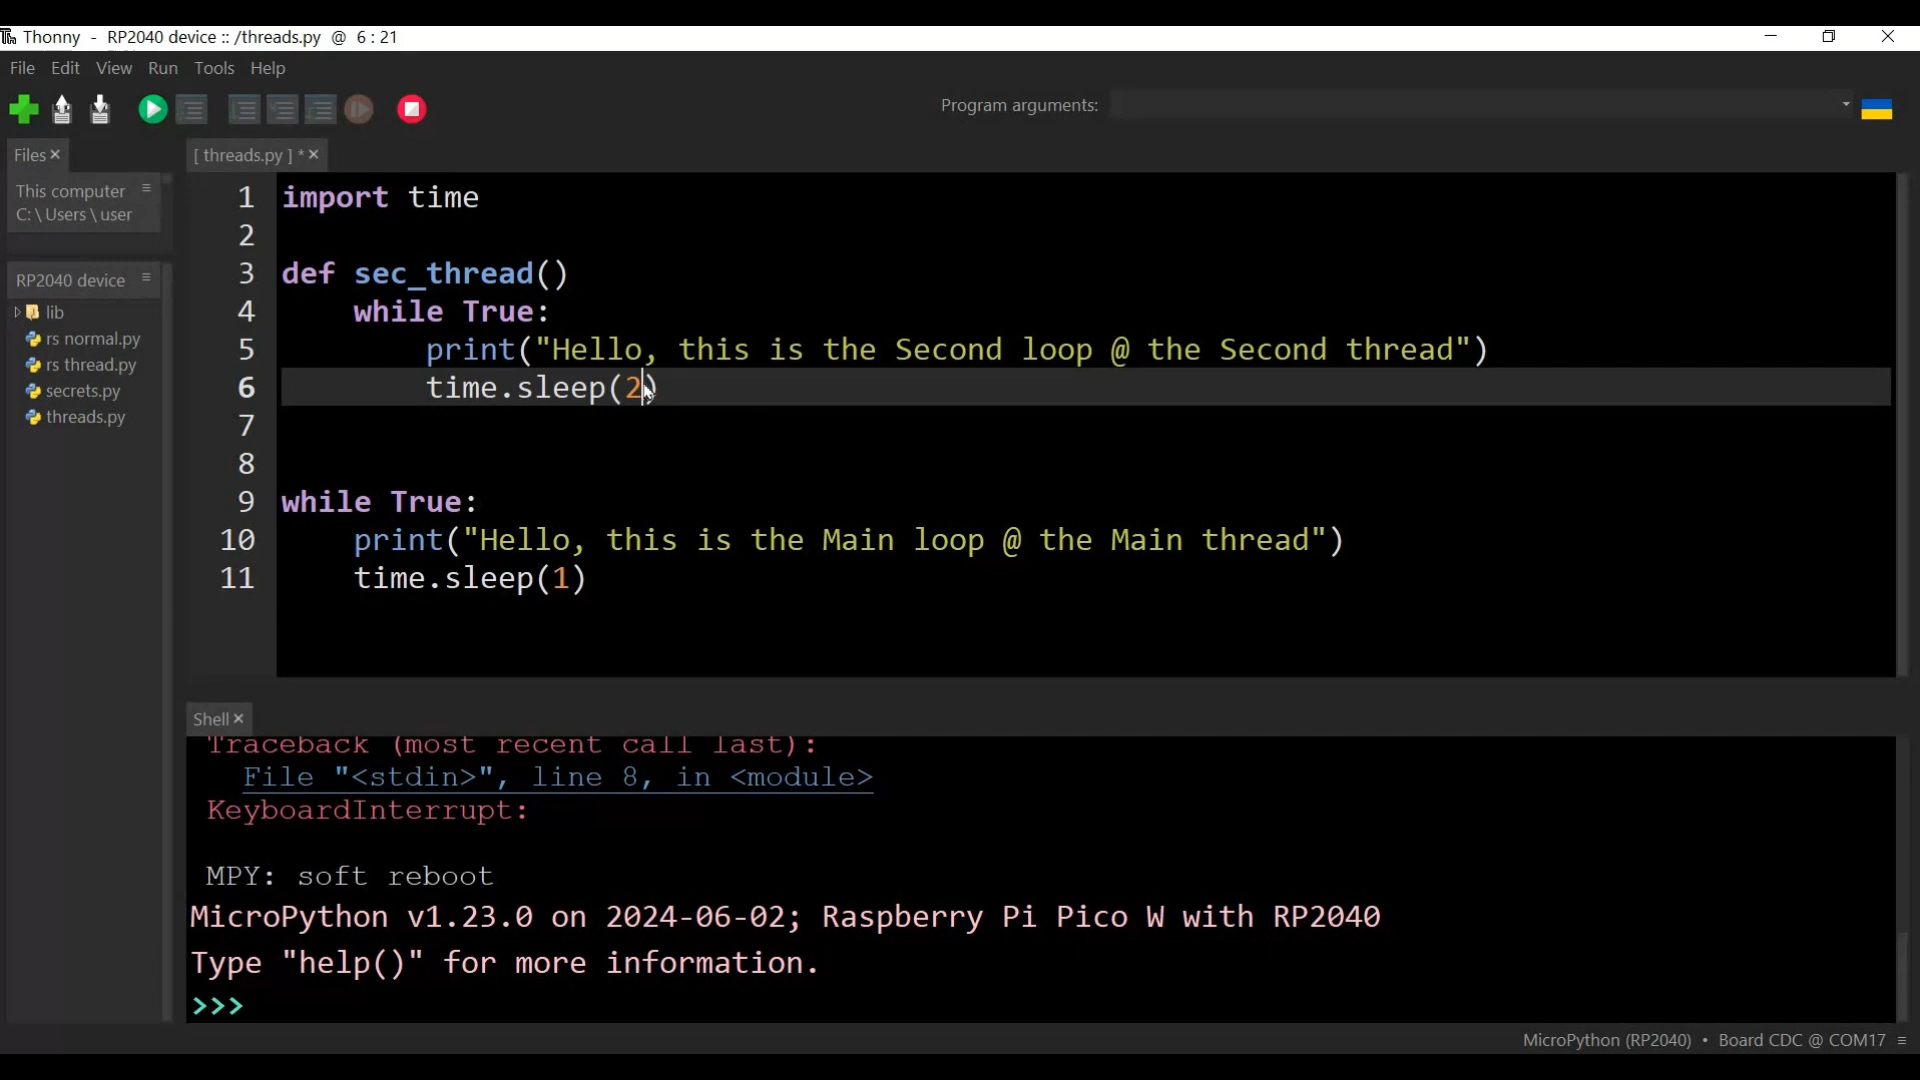 Th Thonny - RP2040 device :: /threads.py @ 6 : 21
File Edit View Run Tools Help
Program arguments:
Files
[ threads.py ] *
This computer
C: \ Users \ user
RP2040 device
lib
rs normal.py
rs thread.py
secrets.py
threads.py
1 import time
2
3 def sec_thread()
4     while True:
5         print("Hello, this is the Second loop @ the Second thread")
6         time.sleep(2)
7
8
9 while True:
10     print("Hello, this is the Main loop @ the Main thread")
11     time.sleep(1)
Shell
Traceback (most recent call last):
  File "<stdin>", line 8, in <module>
KeyboardInterrupt:
MPY: soft reboot
MicroPython v1.23.0 on 2024-06-02; Raspberry Pi Pico W with RP2040
Type "help()" for more information.
>>>
MicroPython (RP2040) • Board CDC @ COM17 ≡